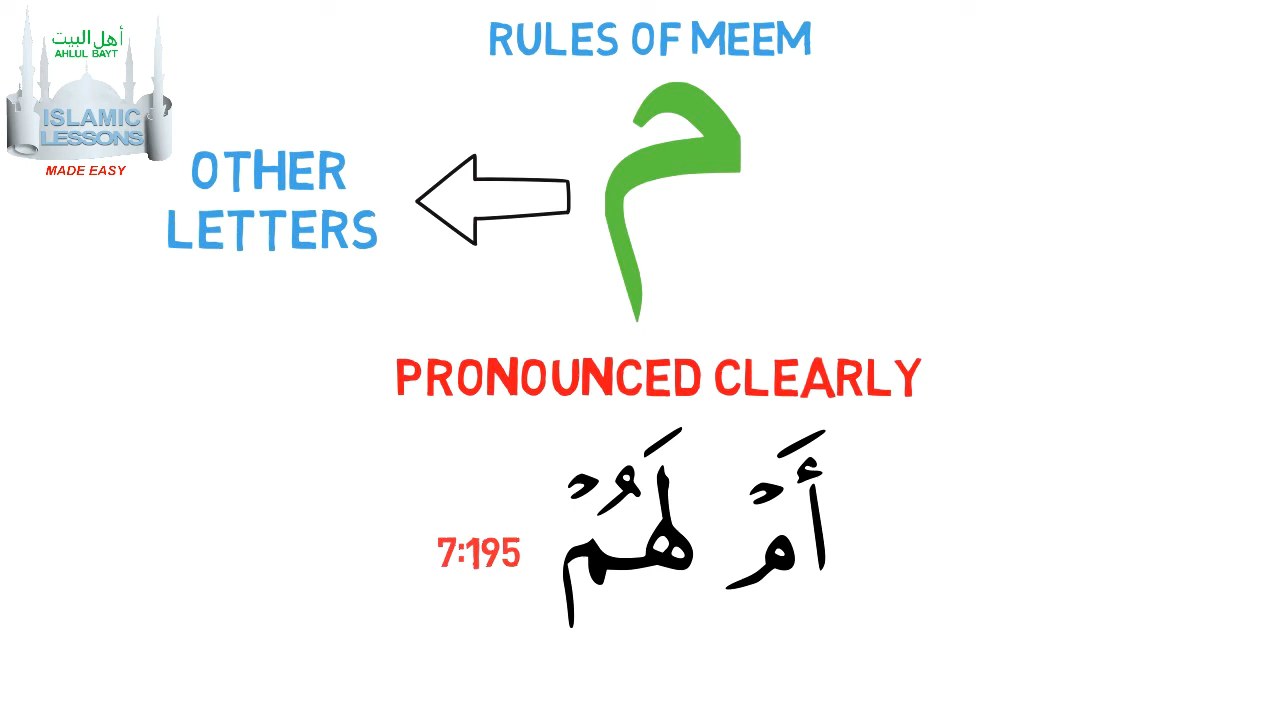 أهل البيت
AHLUL BAYT
ISLAMIC
LESSONS
MADE EASY
RULES OF MEEM
م
OTHER
LETTERS
PRONOUNCED CLEARLY
أَمْ لَهُمْ
7:195